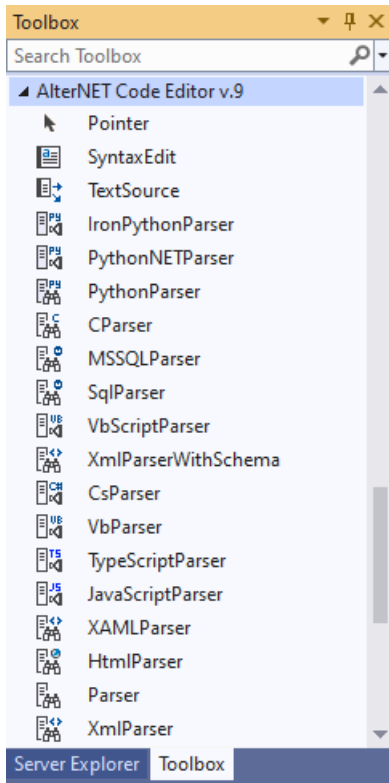 Toolbox
Search Toolbox
AlterNET Code Editor v.9
Pointer
SyntaxEdit
TextSource
IronPythonParser
PythonNETParser
PythonParser
CParser
MSSQLParser
SqlParser
VbScriptParser
XmlParserWithSchema
CsParser
VbParser
TypeScriptParser
JavaScriptParser
XAMLParser
HtmlParser
Parser
XmlParser
Server Explorer Toolbox